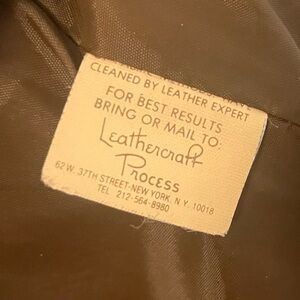 CLEANED BY LEATHER EXPERT
FOR BEST RESULTS
BRING OR MAIL TO:
Leathercraft
Process
62 W. 37TH STREET-NEW YORK, N.Y. 10018
TEL. 212-564-8980